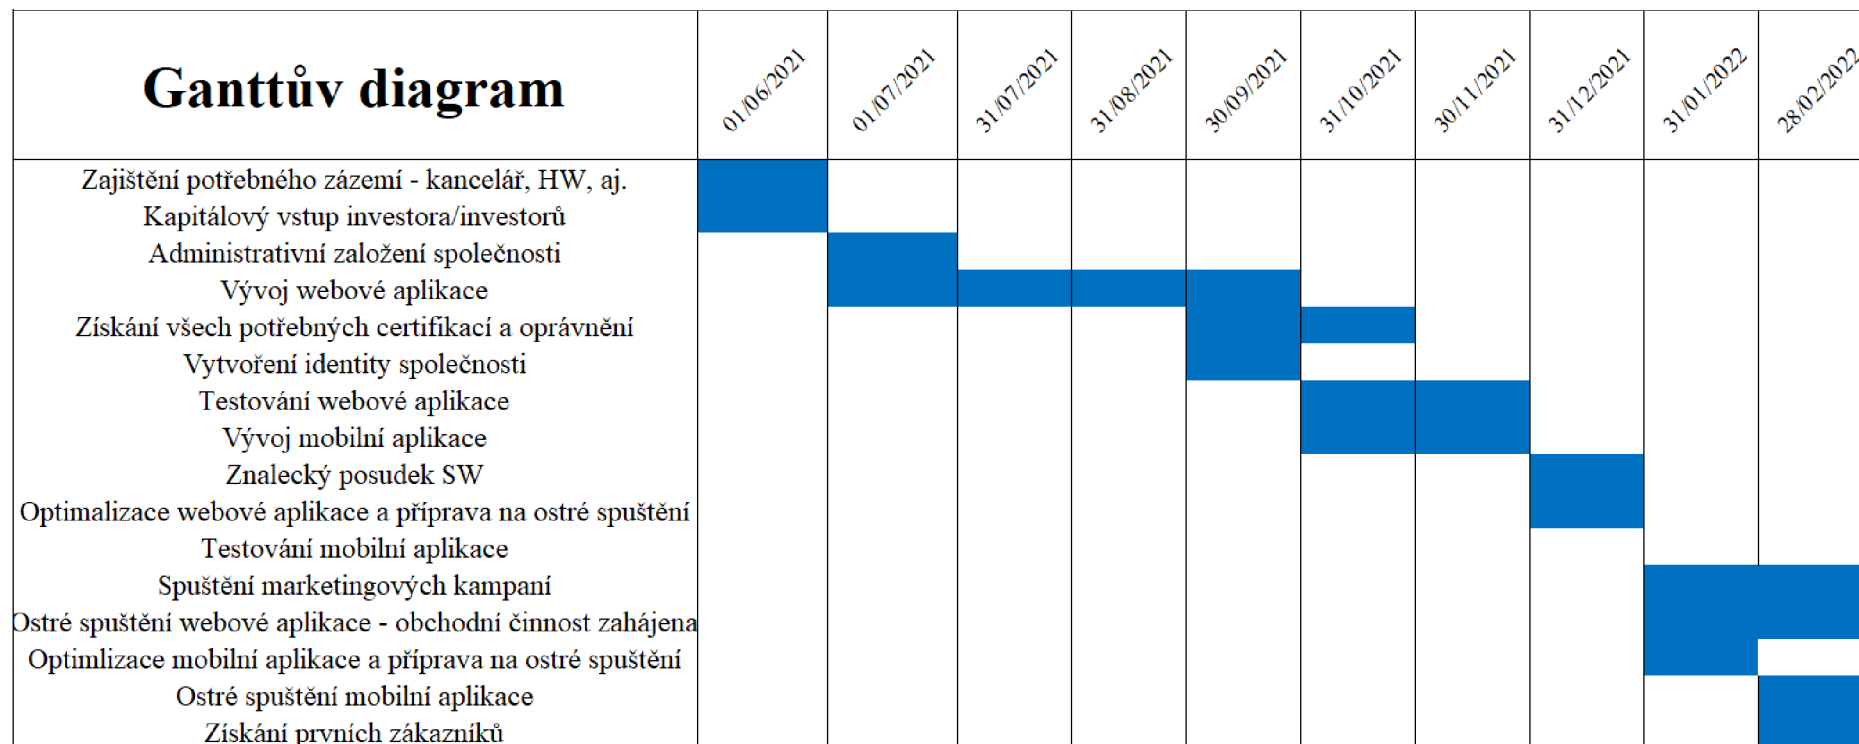 Ganttův diagram
01/06/2021
01/07/2021
31/07/2021
31/08/2021
30/09/2021
31/10/2021
30/11/2021
31/12/2021
31/01/2022
28/02/2022
Zajištění potřebného zázemí - kancelář, HW, aj.
Kapitálový vstup investora/investorů
Administrativní založení společnosti
Vývoj webové aplikace
Získání všech potřebných certifikací a oprávnění
Vytvoření identity společnosti
Testování webové aplikace
Vývoj mobilní aplikace
Znalecký posudek SW
Optimalizace webové aplikace a příprava na ostré spuštění
Testování mobilní aplikace
Spuštění marketingových kampaní
Ostré spuštění webové aplikace - obchodní činnost zahájena
Optimlizace mobilní aplikace a příprava na ostré spuštění
Ostré spuštění mobilní aplikace
Získání prvních zákazníků